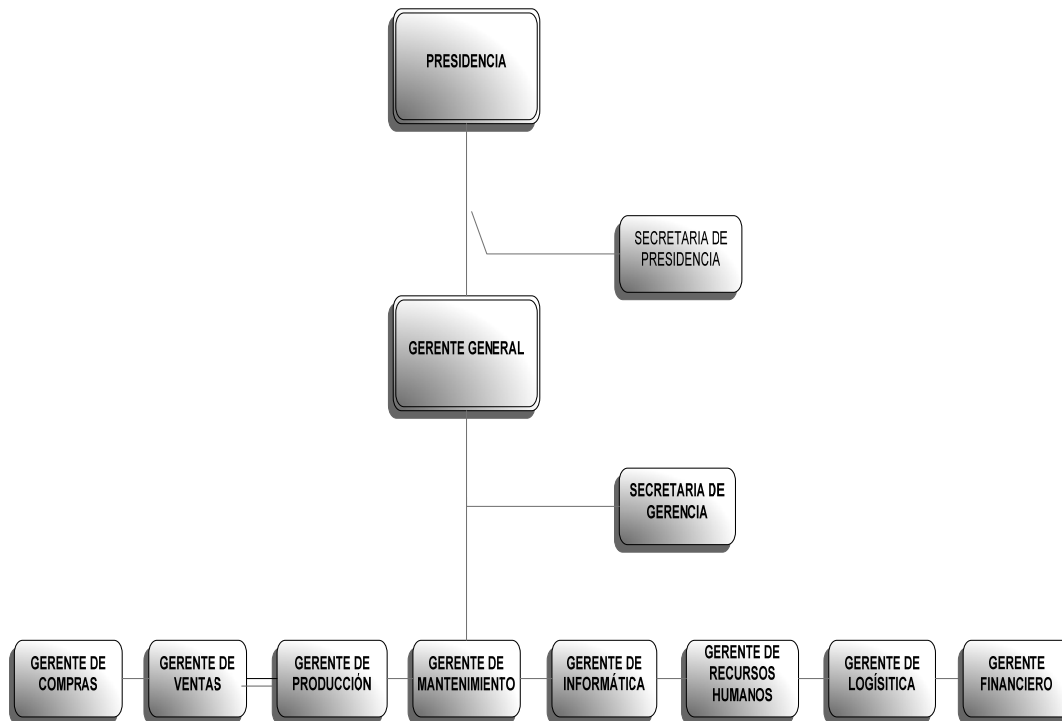 PRESIDENCIA
SECRETARIA DE
PRESIDENCIA
GERENTE GENERAL
SECRETARIA DE
GERENCIA
GERENTE DE
COMPRAS
GERENTE DE
VENTAS
GERENTE DE
PRODUCCIÓN
GERENTE DE
MANTENIMIENTO
GERENTE DE
INFORMÁTICA
GERENTE DE
RECURSOS
HUMANOS
GERENTE DE
LOGÍSITICA
GERENTE
FINANCIERO